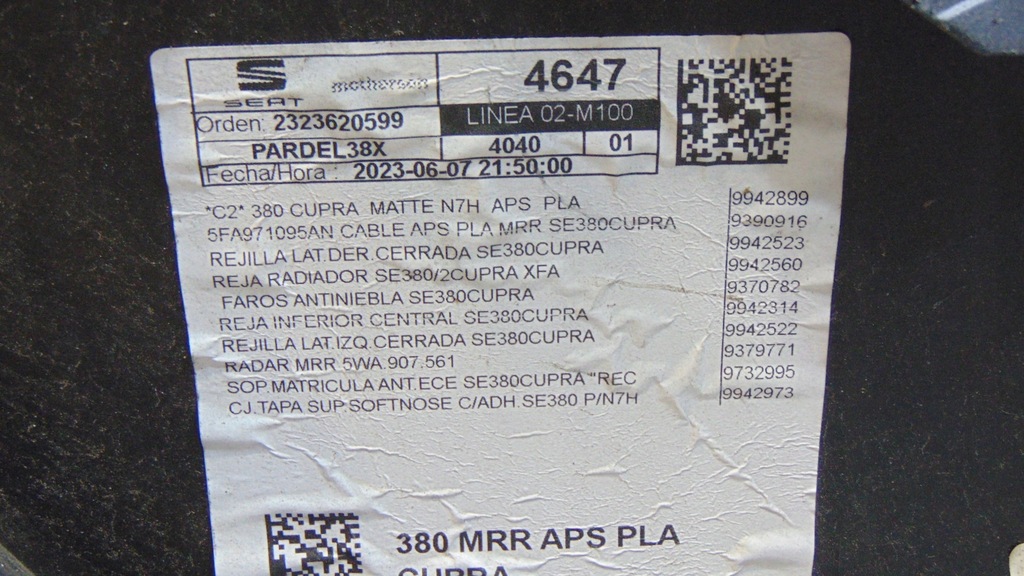 SEAT motherson 4647
LINEA 02-M100
Orden: 2323620599
PARDEL38X 4040 01
Fecha/Hora : 2023-06-07 21:50:00
*C2* 380 CUPRA MATTE N7H APS PLA 9942899
5FA971095AN CABLE APS PLA MRR SE380CUPRA 9390916
REJILLA LAT.DER.CERRADA SE380CUPRA 9942523
REJA RADIADOR SE380/2CUPRA XFA 9942560
FAROS ANTINIEBLA SE380CUPRA 9370782
REJA INFERIOR CENTRAL SE380CUPRA 9942314
REJILLA LAT.IZQ.CERRADA SE380CUPRA 9942522
RADAR MRR 5WA.907.561 9379771
SOP.MATRICULA ANT.ECE SE380CUPRA "REC 9732995
CJ.TAPA SUP.SOFTNOSE C/ADH.SE380 P/N7H 9942973
380 MRR APS PLA
CUPRA